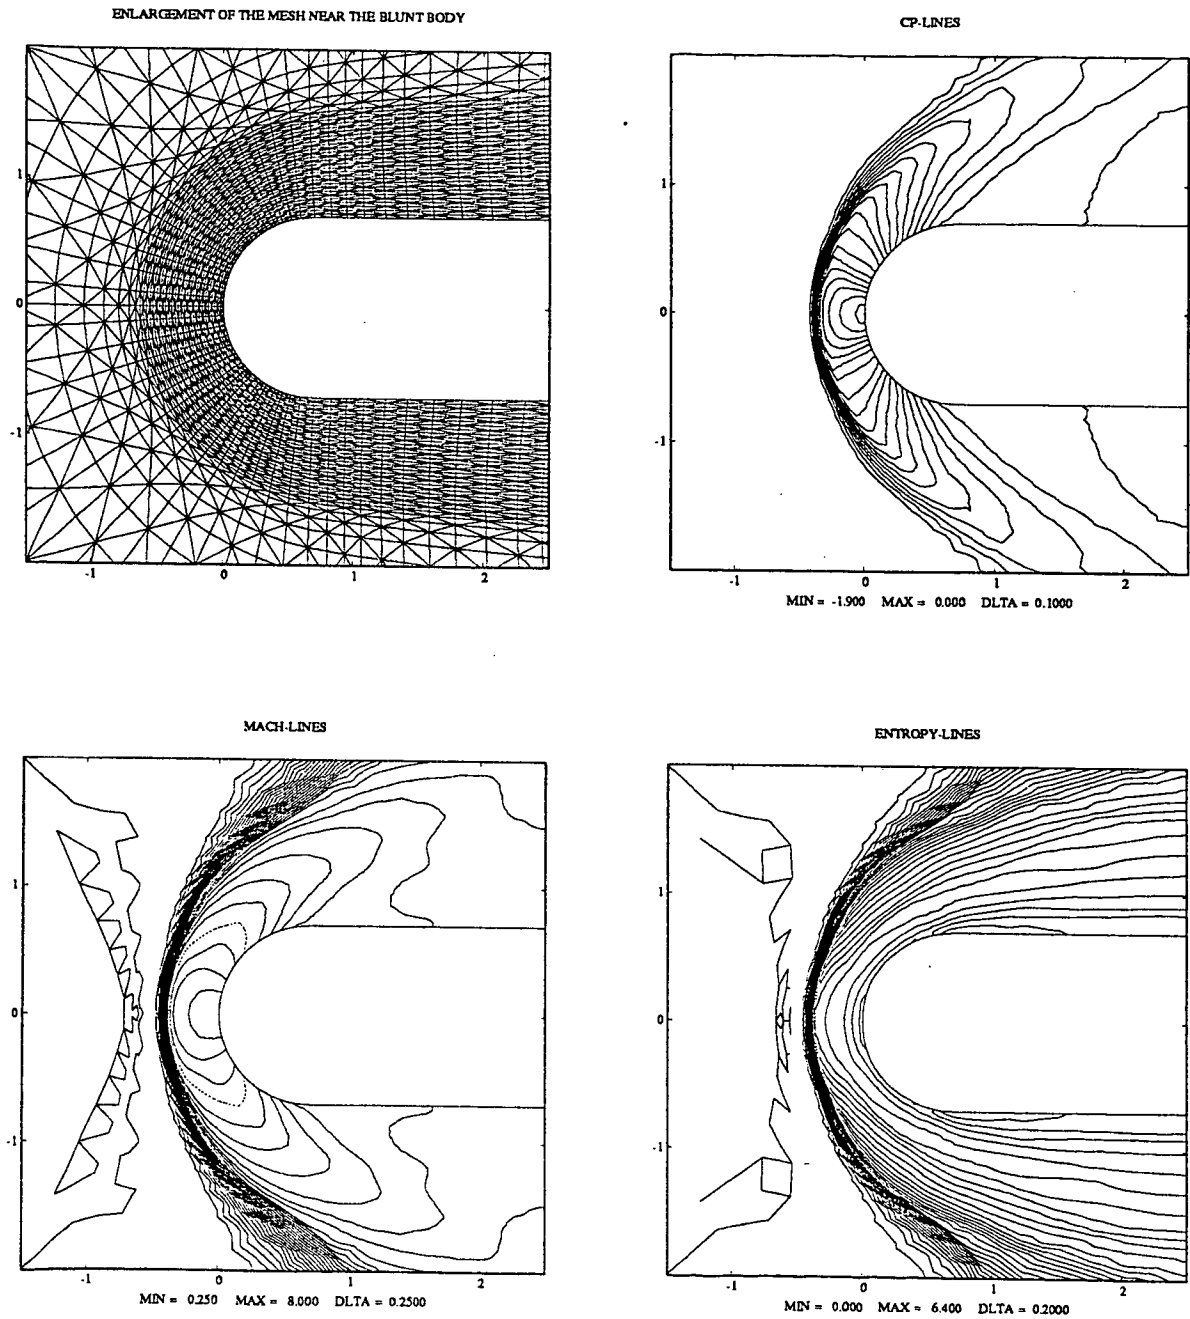 ENLARGEMENT OF THE MESH NEAR THE BLUNT BODY
1
0
-1
-1 0 1 2
CP-LINES
1
0
-1
-1 0 1 2
MIN = -1.900 MAX = 0.000 DLTA = 0.1000
MACH-LINES
1
0
-1
-1 0 1 2
MIN = 0.250 MAX = 8.000 DLTA = 0.2500
ENTROPY-LINES
1
0
-1
-1 0 1 2
MIN = 0.000 MAX = 6.400 DLTA = 0.2000